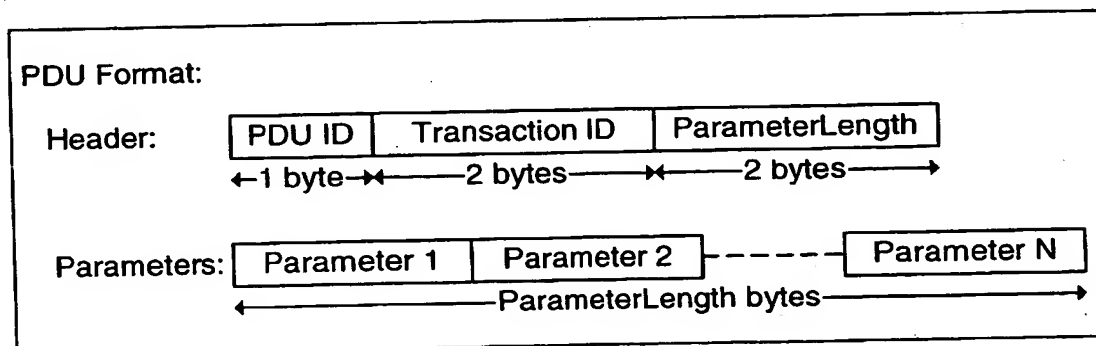 PDU Format:
Header: PDU ID Transaction ID ParameterLength
1 byte 2 bytes 2 bytes
Parameters: Parameter 1 Parameter 2 Parameter N
ParameterLength bytes